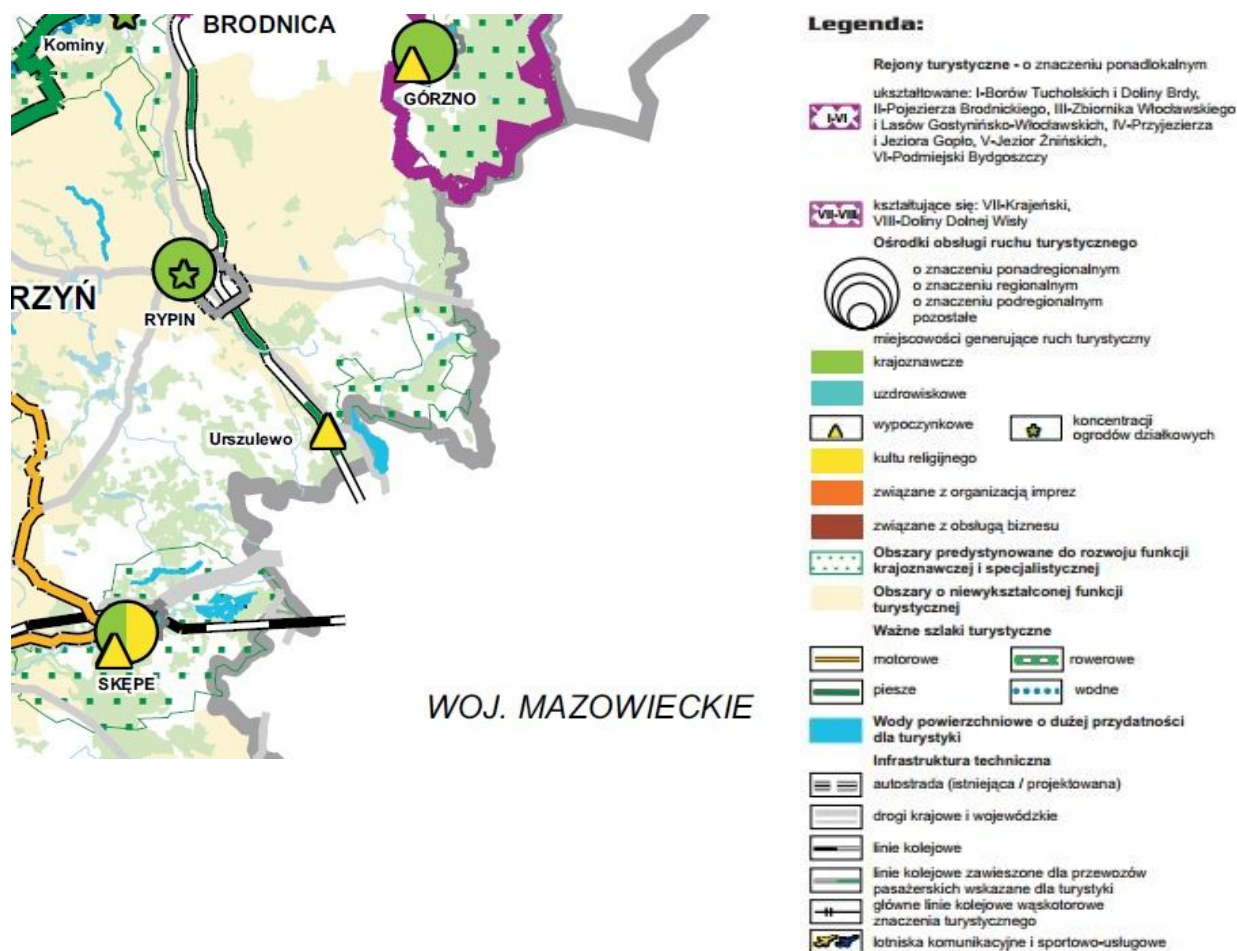 BRODNICA
Kominy
GÓRZNO
RZYŃ
RYPIN
Urszulewo
SKĘPE
WOJ. MAZOWIECKIE
Legenda:
Rejony turystyczne - o znaczeniu ponadlokalnym
I-VI
ukształtowane: I-Borów Tucholskich i Doliny Brdy,
II-Pojezierza Brodnickiego, III-Zbiornika Włocławskiego
i Lasów Gostynińsko-Włocławskich, IV-Przyjezierza
i Jeziora Gopło, V-Jezior Żnińskich,
VI-Podmiejski Bydgoszczy
VII-VIII
kształtujące się: VII-Krajeński,
VIII-Doliny Dolnej Wisły
Ośrodki obsługi ruchu turystycznego
o znaczeniu ponadregionalnym
o znaczeniu regionalnym
o znaczeniu podregionalnym
pozostałe
miejscowości generujące ruch turystyczny
krajoznawcze
uzdrowiskowe
wypoczynkowe
koncentracji
ogrodów działkowych
kultu religijnego
związane z organizacją imprez
związane z obsługą biznesu
Obszary predystynowane do rozwoju funkcji
krajoznawczej i specjalistycznej
Obszary o niewykształconej funkcji
turystycznej
Ważne szlaki turystyczne
motorowe
rowerowe
piesze
wodne
Wody powierzchniowe o dużej przydatności
dla turystyki
Infrastruktura techniczna
autostrada (istniejąca / projektowana)
drogi krajowe i wojewódzkie
linie kolejowe
linie kolejowe zawieszone dla przewozów
pasażerskich wskazane dla turystyki
główne linie kolejowe wąskotorowe
znaczenia turystycznego
lotniska komunikacyjne i sportowo-usługowe